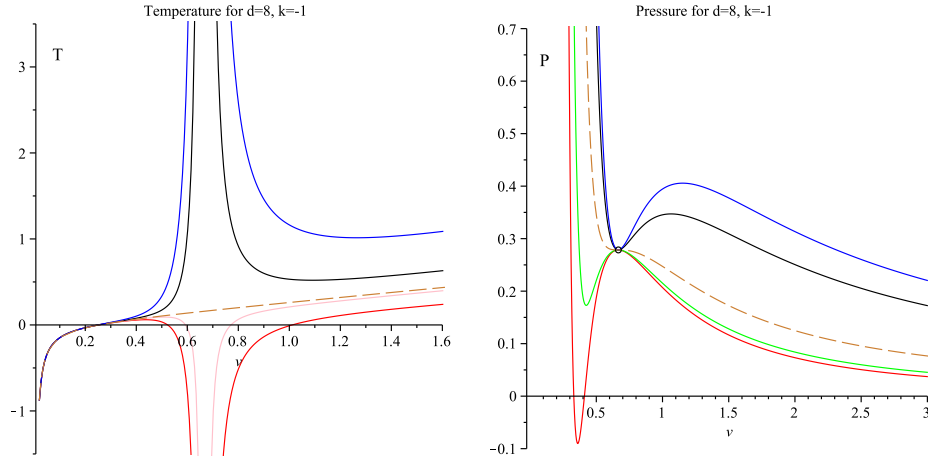 Temperature for d=8, k=-1
T
3
2
1
0
-1
0.2 0.4 0.6 0.8 1.0 1.2 1.4 1.6
v
Pressure for d=8, k=-1
P
0.7
0.6
0.5
0.4
0.3
0.2
0.1
0
-0.1
0.5 1 1.5 2 2.5 3
v